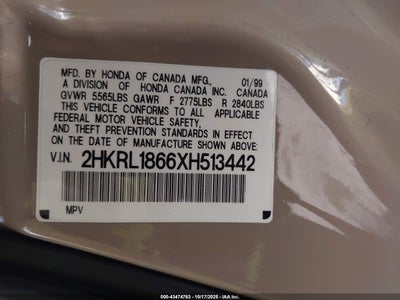 MFD. BY HONDA OF CANADA MFG., 01/99
A DIVISION OF HONDA CANADA INC. CANADA
GVWR 5565LBS GAWR F 2775LBS R 2840LBS
THIS VEHICLE CONFORMS TO ALL APPLICABLE
FEDERAL MOTOR VEHICLE SAFETY,
AND THEFT PREVENTION STANDARDS IN EFFECT
ON THE DATE OF MANUFACTURE SHOWN ABOVE.
V.I.N. 2HKRL1866XH513442
MPV
000-43474763 - 10/17/2025 - USA